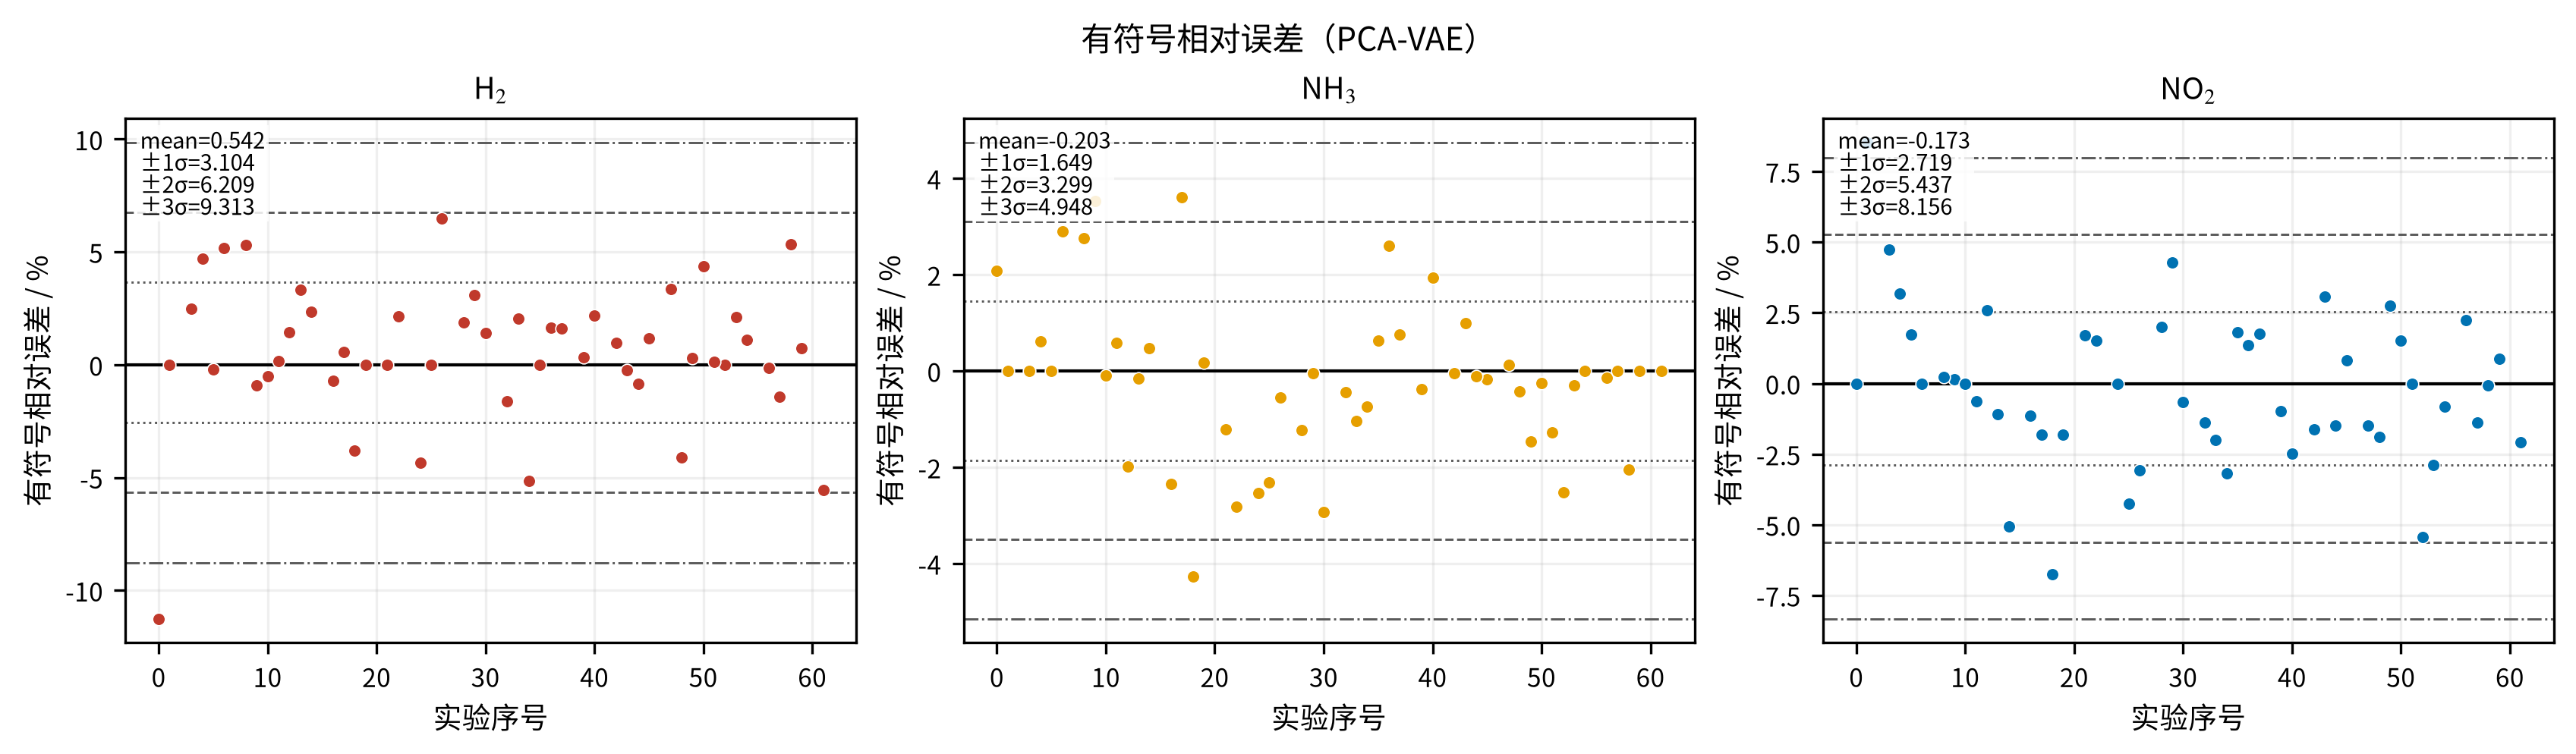 有符号相对误差（PCA-VAE）
H₂
mean=0.542
±1σ=3.104
±2σ=6.209
±3σ=9.313
10
5
0
-5
-10
有符号相对误差 / %
0 10 20 30 40 50 60
实验序号
NH₃
mean=-0.203
±1σ=1.649
±2σ=3.299
±3σ=4.948
4
2
0
-2
-4
有符号相对误差 / %
0 10 20 30 40 50 60
实验序号
NO₂
mean=-0.173
±1σ=2.719
±2σ=5.437
±3σ=8.156
7.5
5.0
2.5
0.0
-2.5
-5.0
-7.5
有符号相对误差 / %
0 10 20 30 40 50 60
实验序号